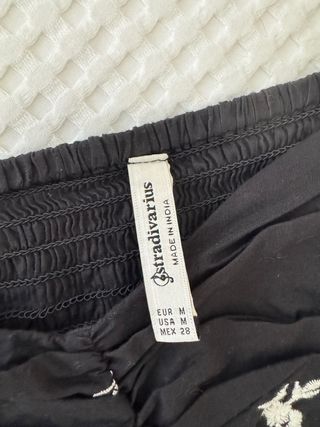 stradivarius
MADE IN INDIA
EUR M
USA M
MEX 28